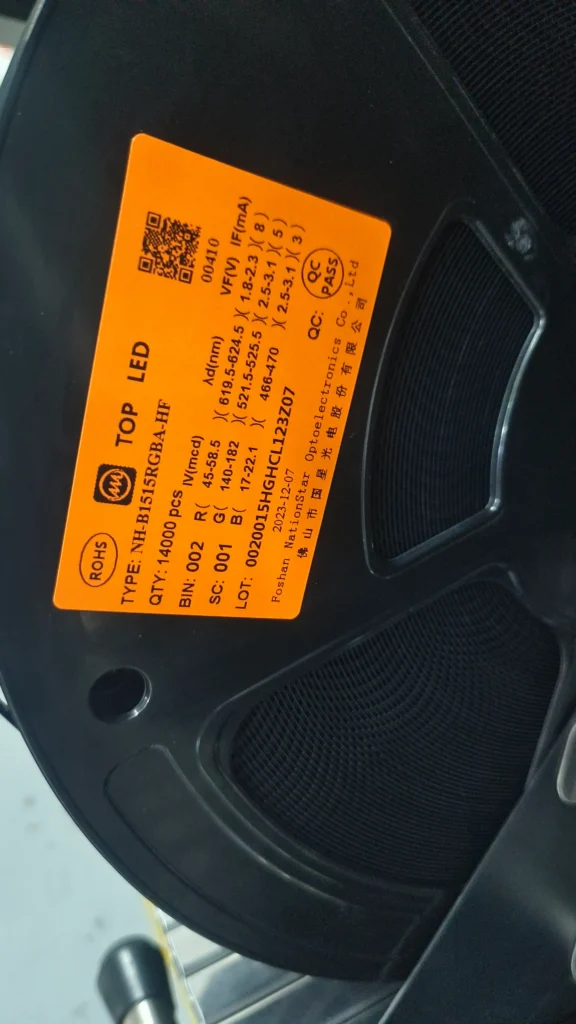 ROHS TOP LED
00410
TYPE: NH-B1515RGBA-HF
QTY: 14000 pcs IV(mcd) λd(nm) VF(V) IF(mA)
BIN: 002 R( 45-58.5 )( 619.5-624.5 )( 1.8-2.3 )( 8 )
SC: 001 G( 140-182 )( 521.5-525.5 )( 2.5-3.1 )( 5 )
B( 17-22.1 )( 466-470 )( 2.5-3.1 )( 3 )
LOT: 0020015HGHCL123Z07
2023-12-07 QC: QC PASS
Foshan NationStar Optoelectronics Co.,Ltd
佛山市国星光电股份有限公司